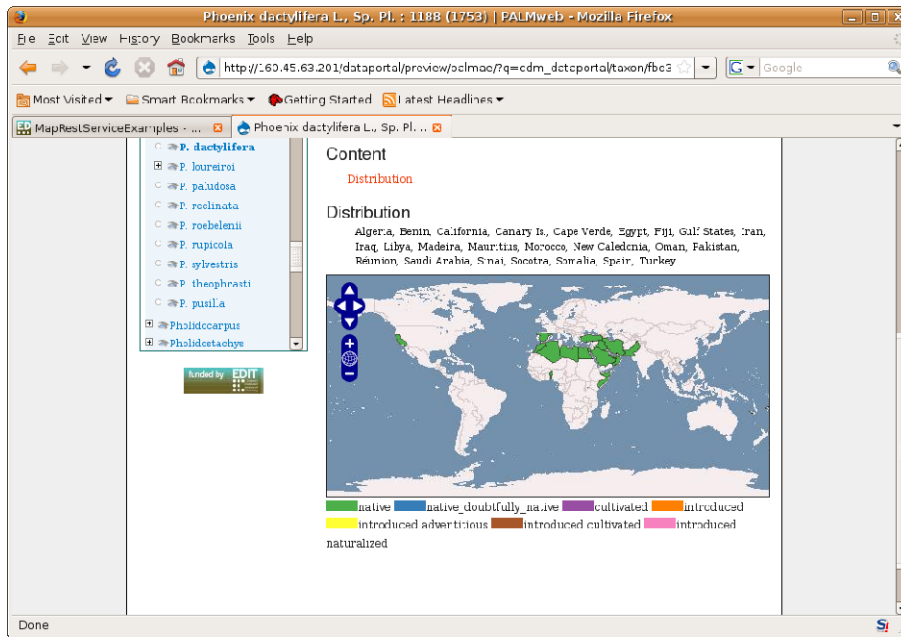 Phoenix dactylifera L., Sp. Pl. : 1188 (1753) | PALMweb - Mozilla Firefox
File Edit View History Bookmarks Tools Help
http://160.45.63.201/dataportal/preview/palmae/?q=cdm_dataportal/taxon/fbc3
G Google
Most Visited Smart Bookmarks Getting Started Latest Headlines
MapRestServiceExamples - ...
Phoenix dactylifera L., Sp. Pl. ...
P. dactylifera
P. loureiroi
P. paludosa
P. reclinata
P. roebelenii
P. rupicola
P. sylvestris
P. theophrasti
P. pusilla
Pholidocarpus
Pholidostachys
funded by EDIT
Content
Distribution
Distribution
Algeria, Benin, California, Canary Is., Cape Verde, Egypt, Fiji, Gulf States, Iran,
Iraq, Libya, Madeira, Mauritius, Morocco, New Caledonia, Oman, Pakistan,
Réunion, Saudi Arabia, Sinai, Socotra, Somalia, Spain, Turkey
native native_doubtfully_native cultivated introduced
introduced adventitious introduced cultivated introduced
naturalized
Done